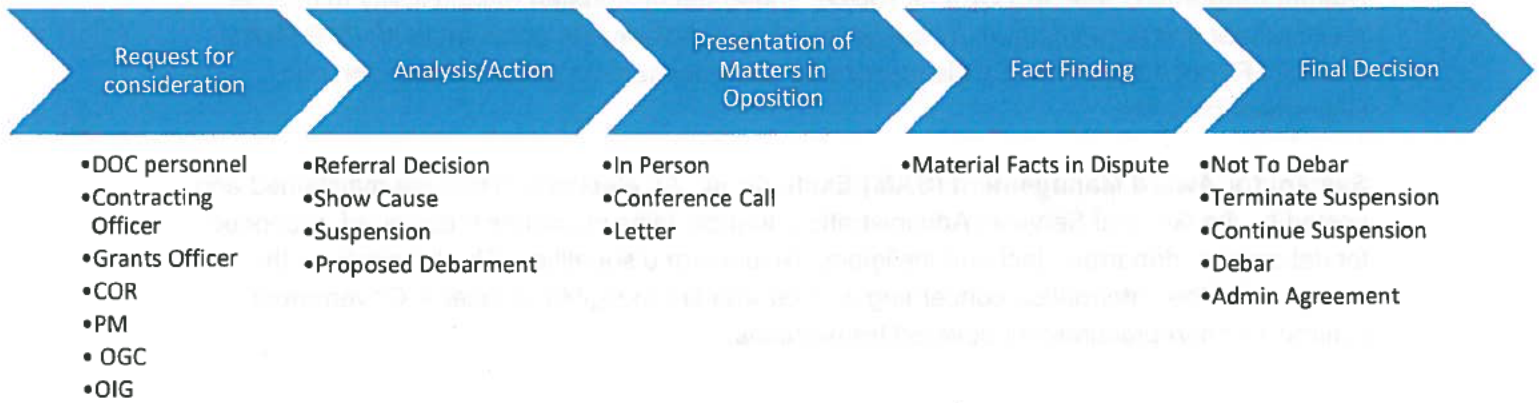 Request for
consideration
•DOC personnel
•Contracting
Officer
•Grants Officer
•COR
•PM
• OGC
•OIG
Analysis/Action
•Referral Decision
•Show Cause
•Suspension
•Proposed Debarment
Presentation of
Matters in
Oposition
•In Person
•Conference Call
•Letter
Fact Finding
•Material Facts in Dispute
Final Decision
•Not To Debar
•Terminate Suspension
•Continue Suspension
•Debar
•Admin Agreement